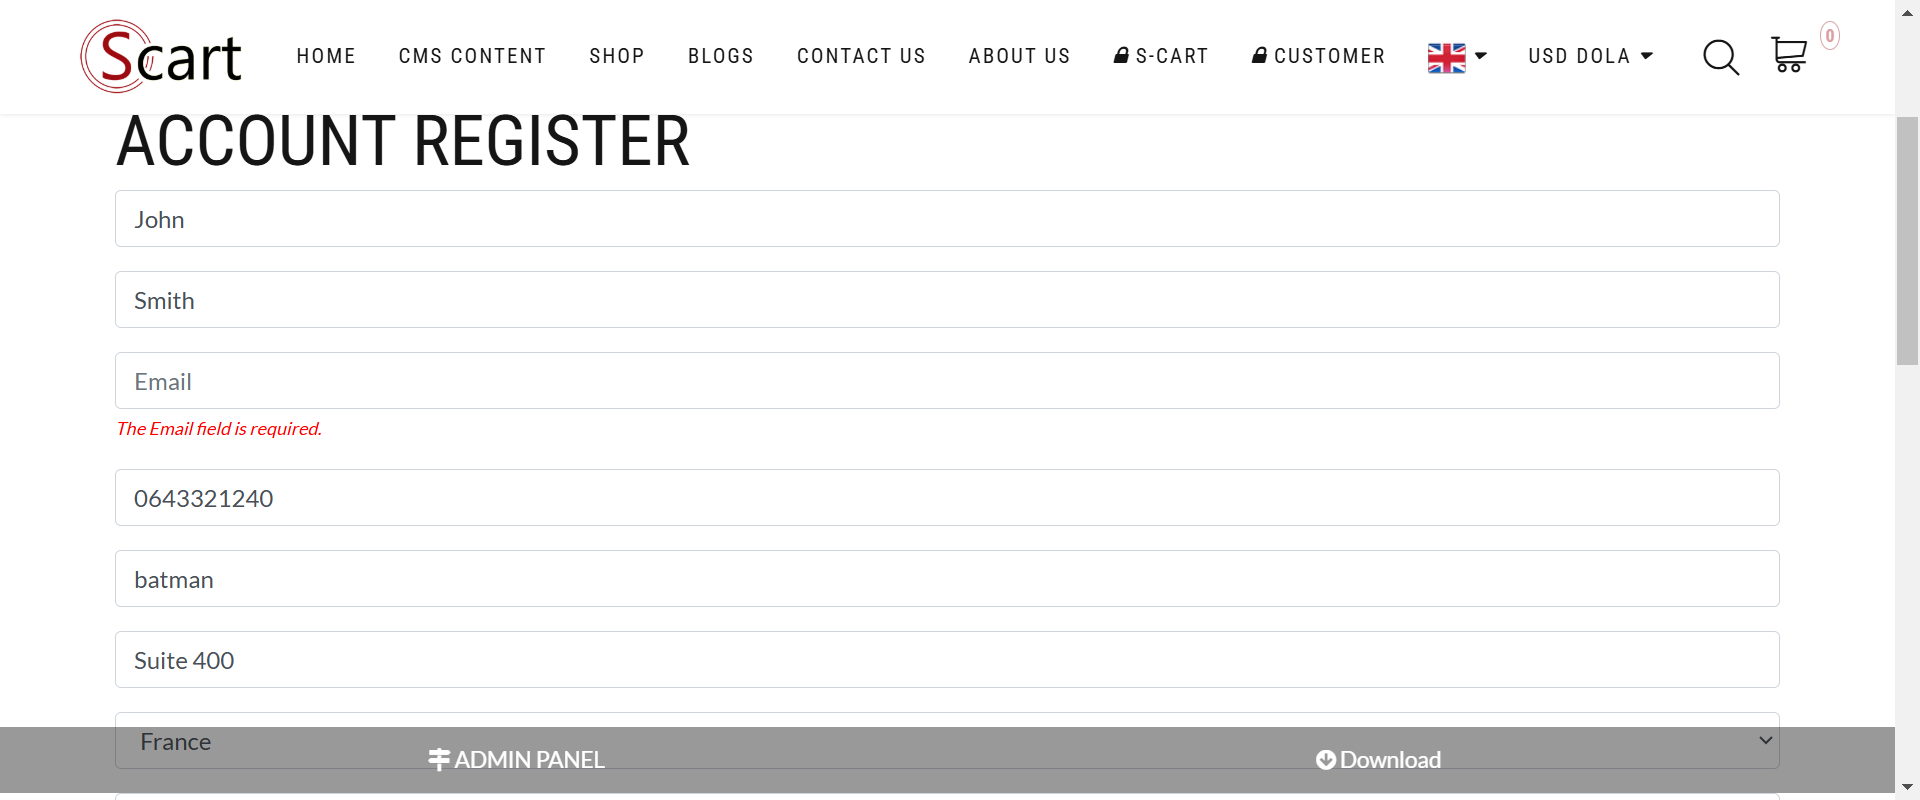 Scart HOME CMS CONTENT SHOP BLOGS CONTACT US ABOUT US S-CART CUSTOMER USD DOLA 0
ACCOUNT REGISTER
John
Smith
Email
The Email field is required.
0643321240
batman
Suite 400
France
ADMIN PANEL Download